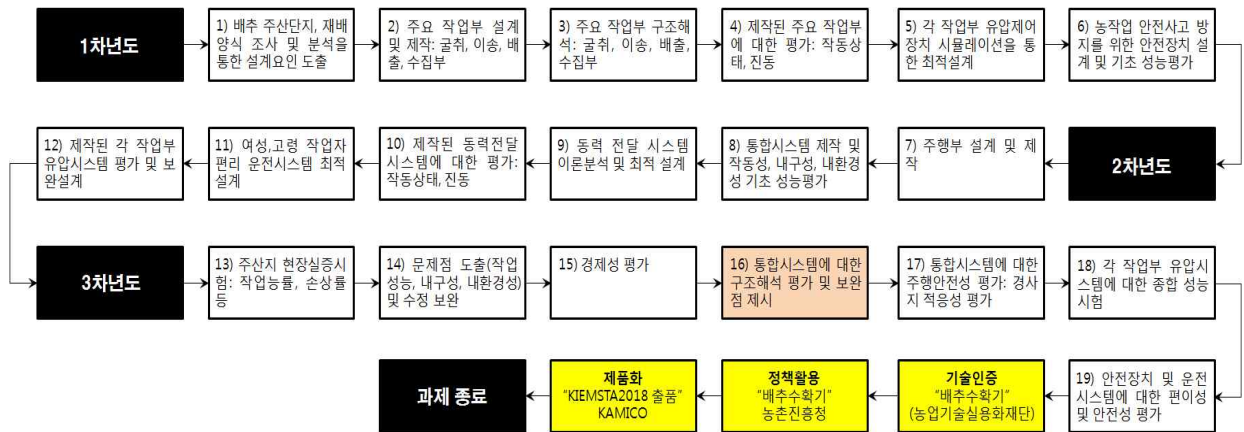 1차년도
1) 배추 주산단지, 재배
양식 조사 및 분석을
통한 설계요인 도출
2) 주요 작업부 설계
및 제작: 굴취, 이송, 배
출, 수집부
3) 주요 작업부 구조해
석: 굴취, 이송, 배출,
수집부
4) 제작된 주요 작업부
에 대한 평가: 작동상
태, 진동
5) 각 작업부 유압제어
장치 시뮬레이션을 통
한 최적설계
6) 농작업 안전사고 방
지를 위한 안전장치 설
계 및 기초 성능평가
2차년도
7) 주행부 설계 및 제
작
8) 통합시스템 제작 및
작동성, 내구성, 내환경
성 기초 성능평가
9) 동력 전달 시스템
이론분석 및 최적 설계
10) 제작된 동력전달
시스템에 대한 평가:
작동상태, 진동
11) 여성,고령 작업자
편리 운전시스템 최적
설계
12) 제작된 각 작업부
유압시스템 평가 및 보
완설계
3차년도
13) 주산지 현장실증시
험: 작업능률, 손상률
등
14) 문제점 도출(작업
성능, 내구성, 내환경성)
및 수정 보완
15) 경제성 평가
16) 통합시스템에 대한
구조해석 평가 및 보완
점 제시
17) 통합시스템에 대한
주행안전성 평가: 경사
지 적응성 평가
18) 각 작업부 유압시
스템에 대한 종합 성능
시험
19) 안전장치 및 운전
시스템에 대한 편이성
및 안전성 평가
기술인증
"배추수확기"
(농업기술실용화재단)
정책활용
"배추수확기"
농촌진흥청
제품화
"KIEMSTA2018 출품"
KAMICO
과제 종료